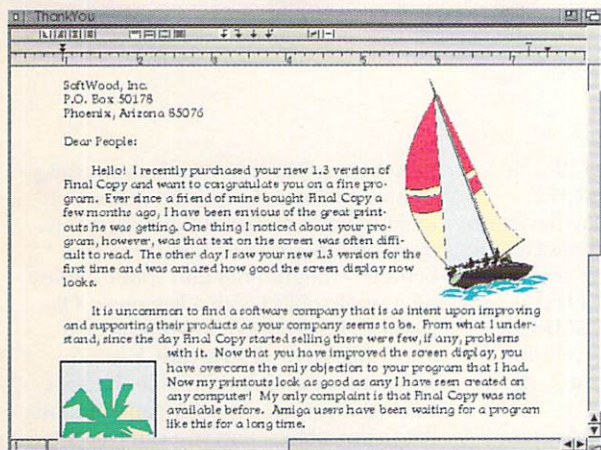 ThankYou
1
2
3
4
5
6
7
SoftWood, Inc.
P.O. Box 50178
Phoenix, Arizona 85076
Dear People:
Hello! I recently purchased your new 1.3 version of
Final Copy and want to congratulate you on a fine pro-
gram. Ever since a friend of mine bought Final Copy a
few months ago, I have been envious of the great print-
outs he was getting. One thing I noticed about your pro-
gram, however, was that text on the screen was often diffi-
cult to read. The other day I saw your new 1.3 version for the
first time and was amazed how good the screen display now
looks.
It is uncommon to find a software company that is as intent upon improving
and supporting their products as your company seems to be. From what I under-
stand, since the day Final Copy started selling there were few, if any, problems
with it. Now that you have improved the screen display, you
have overcome the only objection to your program that I had.
Now my printouts look as good as any I have seen created on
any computer! My only complaint is that Final Copy was not
available before. Amiga users have been waiting for a program
like this for a long time.
1